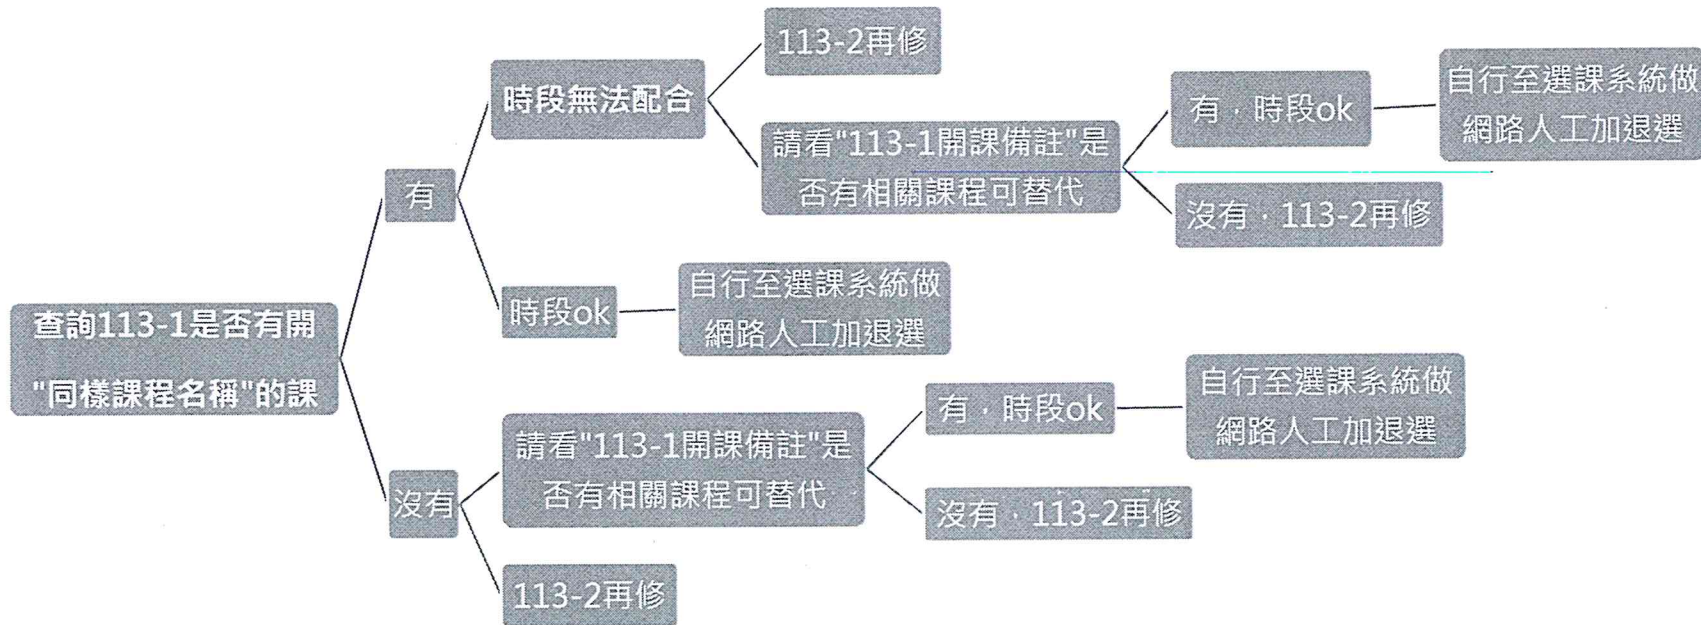 查詢113-1是否有開
"同樣課程名稱"的課
有
時段無法配合
113-2再修
請看"113-1開課備註"是
否有相關課程可替代
有，時段ok
自行至選課系統做
網路人工加退選
沒有，113-2再修
時段ok
自行至選課系統做
網路人工加退選
沒有
請看"113-1開課備註"是
否有相關課程可替代
有，時段ok
自行至選課系統做
網路人工加退選
沒有，113-2再修
113-2再修